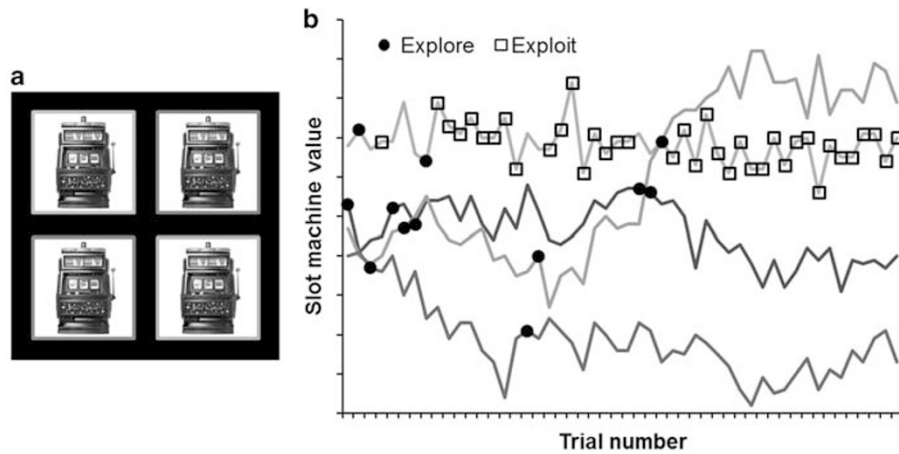 a
b
Explore
Exploit
Slot machine value
Trial number